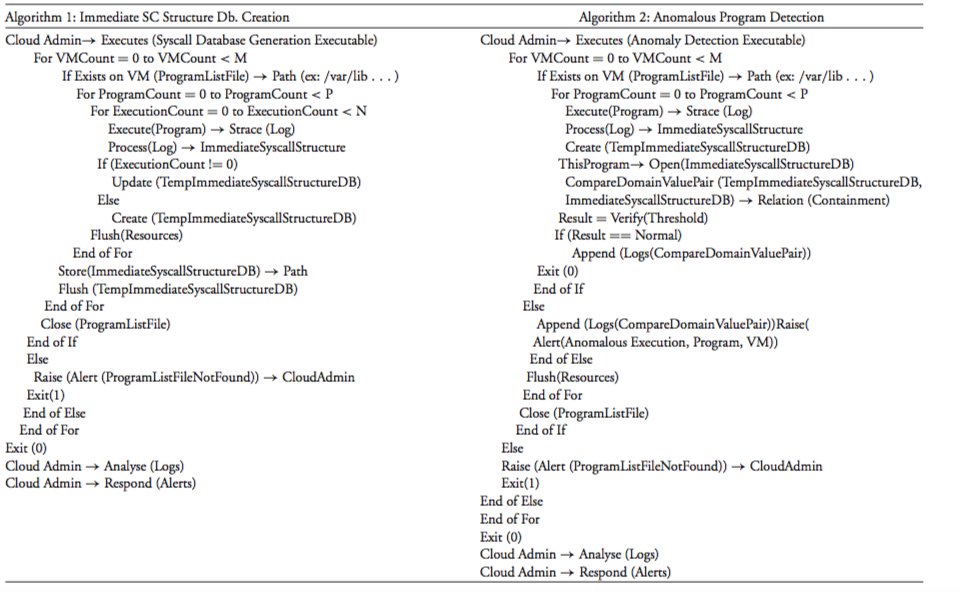 Algorithm 1: Immediate SC Structure Db. Creation
Cloud Admin→ Executes (Syscall Database Generation Executable)
For VMCount = 0 to VMCount < M
If Exists on VM (ProgramListFile) → Path (ex: /var/lib . . . )
For ProgramCount = 0 to ProgramCount < P
For ExecutionCount = 0 to ExecutionCount < N
Execute(Program) → Strace (Log)
Process(Log) → ImmediateSyscallStructure
If (ExecutionCount != 0)
Update (TempImmediateSyscallStructureDB)
Else
Create (TempImmediateSyscallStructureDB)
Flush(Resources)
End of For
Store(ImmediateSyscallStructureDB) → Path
Flush (TempImmediateSyscallStructureDB)
End of For
Close (ProgramListFile)
End of If
Else
Raise (Alert (ProgramListFileNotFound)) → CloudAdmin
Exit(1)
End of Else
End of For
Exit (0)
Cloud Admin → Analyse (Logs)
Cloud Admin → Respond (Alerts)
Algorithm 2: Anomalous Program Detection
Cloud Admin→ Executes (Anomaly Detection Executable)
For VMCount = 0 to VMCount < M
If Exists on VM (ProgramListFile) → Path (ex: /var/lib . . . )
For ProgramCount = 0 to ProgramCount < P
Execute(Program) → Strace (Log)
Process(Log) → ImmediateSyscallStructure
Create (TempImmediateSyscallStructureDB)
ThisProgram→ Open(ImmediateSyscallStructureDB)
CompareDomainValuePair (TempImmediateSyscallStructureDB,
ImmediateSyscallStructureDB) → Relation (Containment)
Result = Verify(Threshold)
If (Result == Normal)
Append (Logs(CompareDomainValuePair))
Exit (0)
End of If
Else
Append (Logs(CompareDomainValuePair))Raise(
Alert(Anomalous Execution, Program, VM))
End of Else
Flush(Resources)
End of For
Close (ProgramListFile)
End of If
Else
Raise (Alert (ProgramListFileNotFound)) → CloudAdmin
Exit(1)
End of Else
End of For
Exit (0)
Cloud Admin → Analyse (Logs)
Cloud Admin → Respond (Alerts)